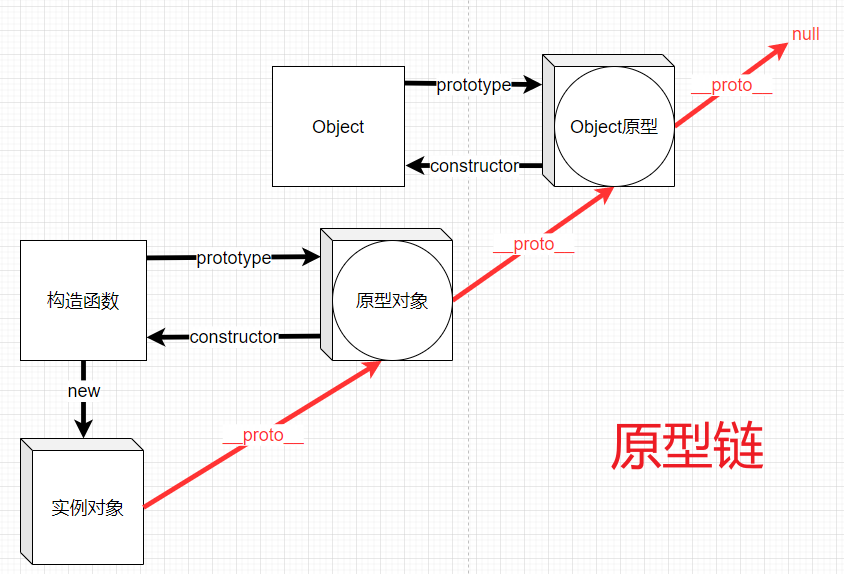 null
__proto__
prototype
Object
Object原型
constructor
__proto__
prototype
构造函数
原型对象
constructor
new
__proto__
原型链
实例对象